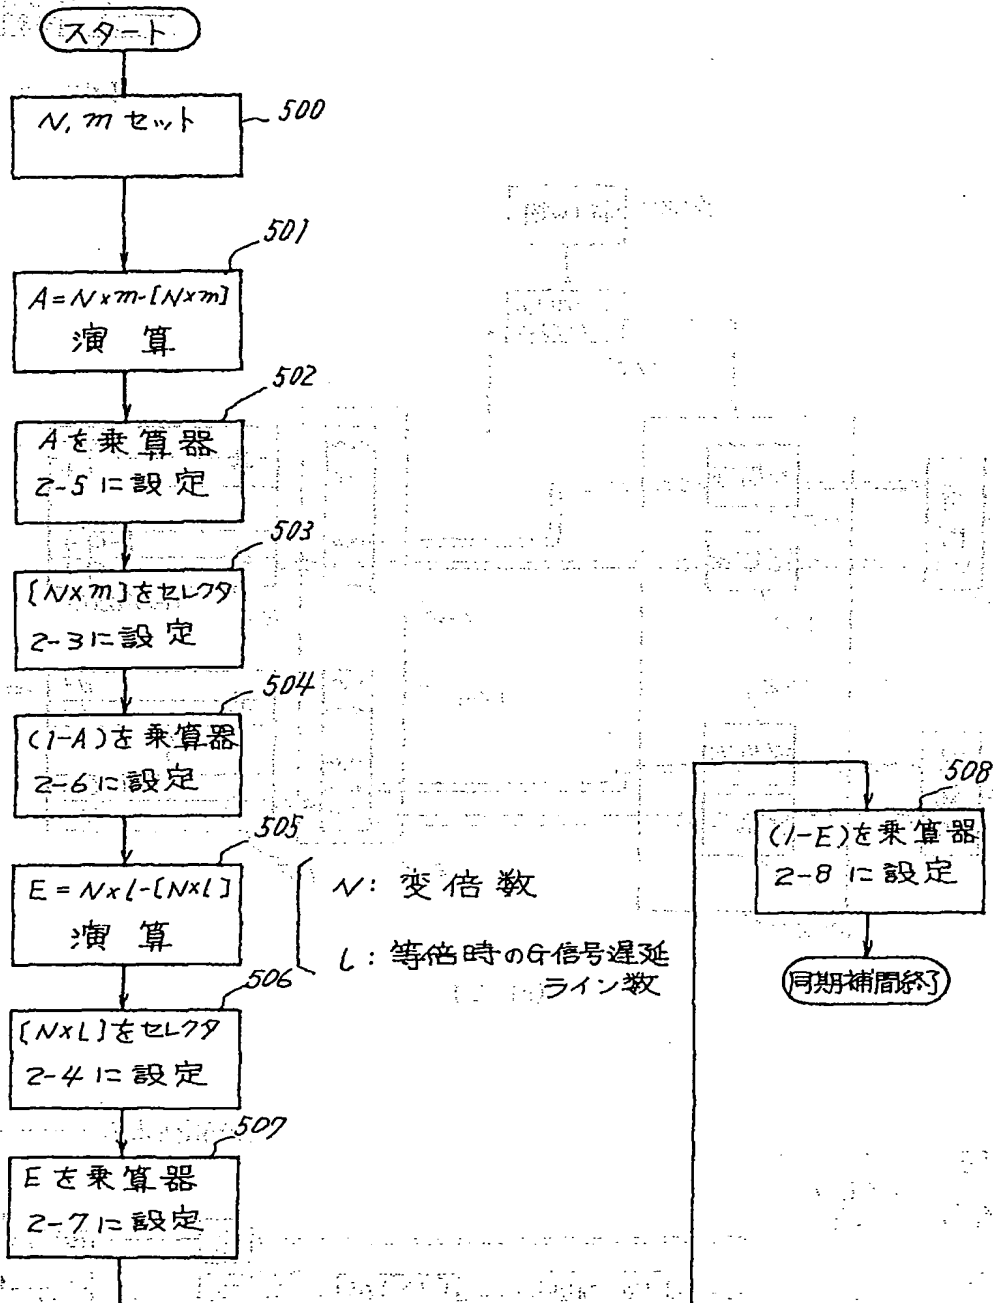 スタート
N, m セット
500
501
A=N×m-[N×m]
演算
502
Aを乗算器
2-5に設定
503
[N×m]をセレクタ
2-3に設定
504
(1-A)を乗算器
2-6に設定
505
E=N×l-[N×l]
演算
N: 変倍数
L: 等倍時のG信号遅延
ライン数
506
[N×L]をセレクタ
2-4に設定
507
Eを乗算器
2-7に設定
508
(1-E)を乗算器
2-8に設定
同期補間終了